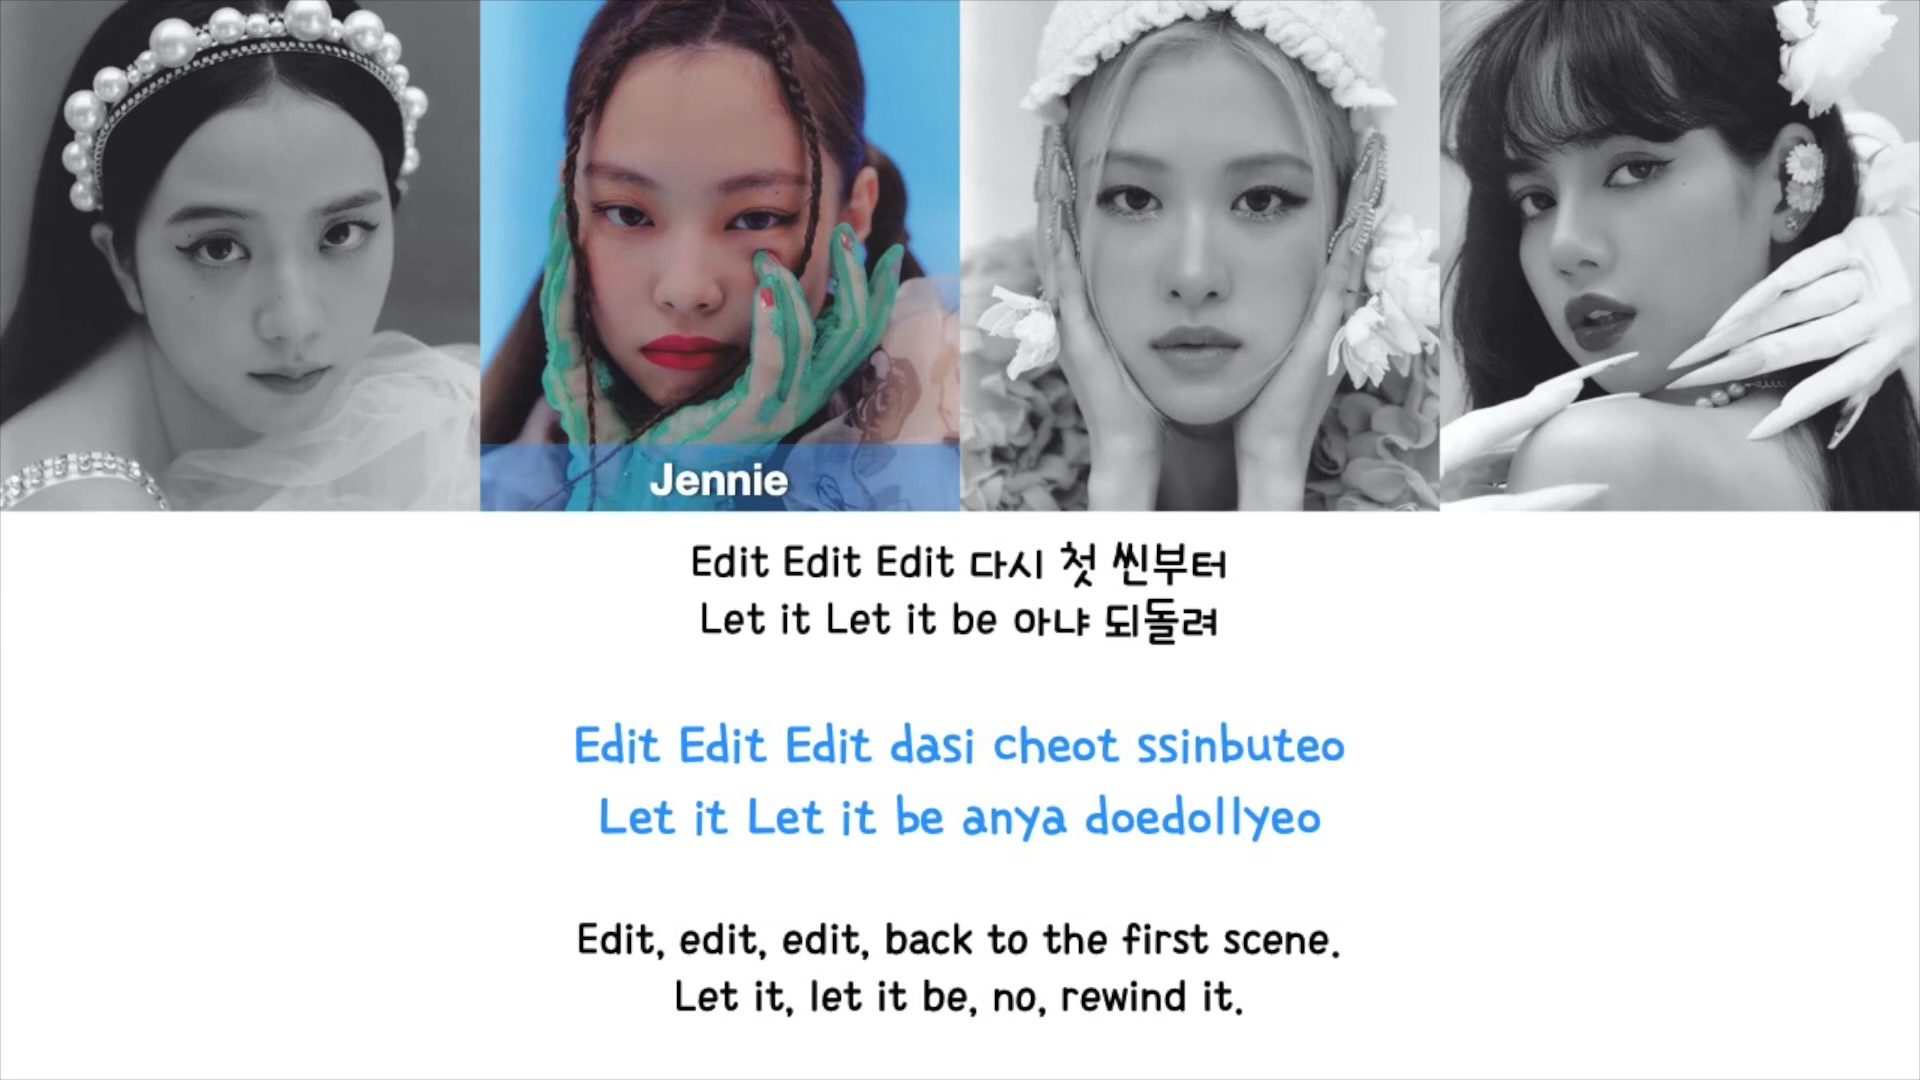 Jennie
Edit Edit Edit 다시 첫 씬부터
Let it Let it be 아냐 되돌려
Edit Edit Edit dasi cheot ssinbuteo
Let it Let it be anya doedollyeo
Edit, edit, edit, back to the first scene.
Let it, let it be, no, rewind it.